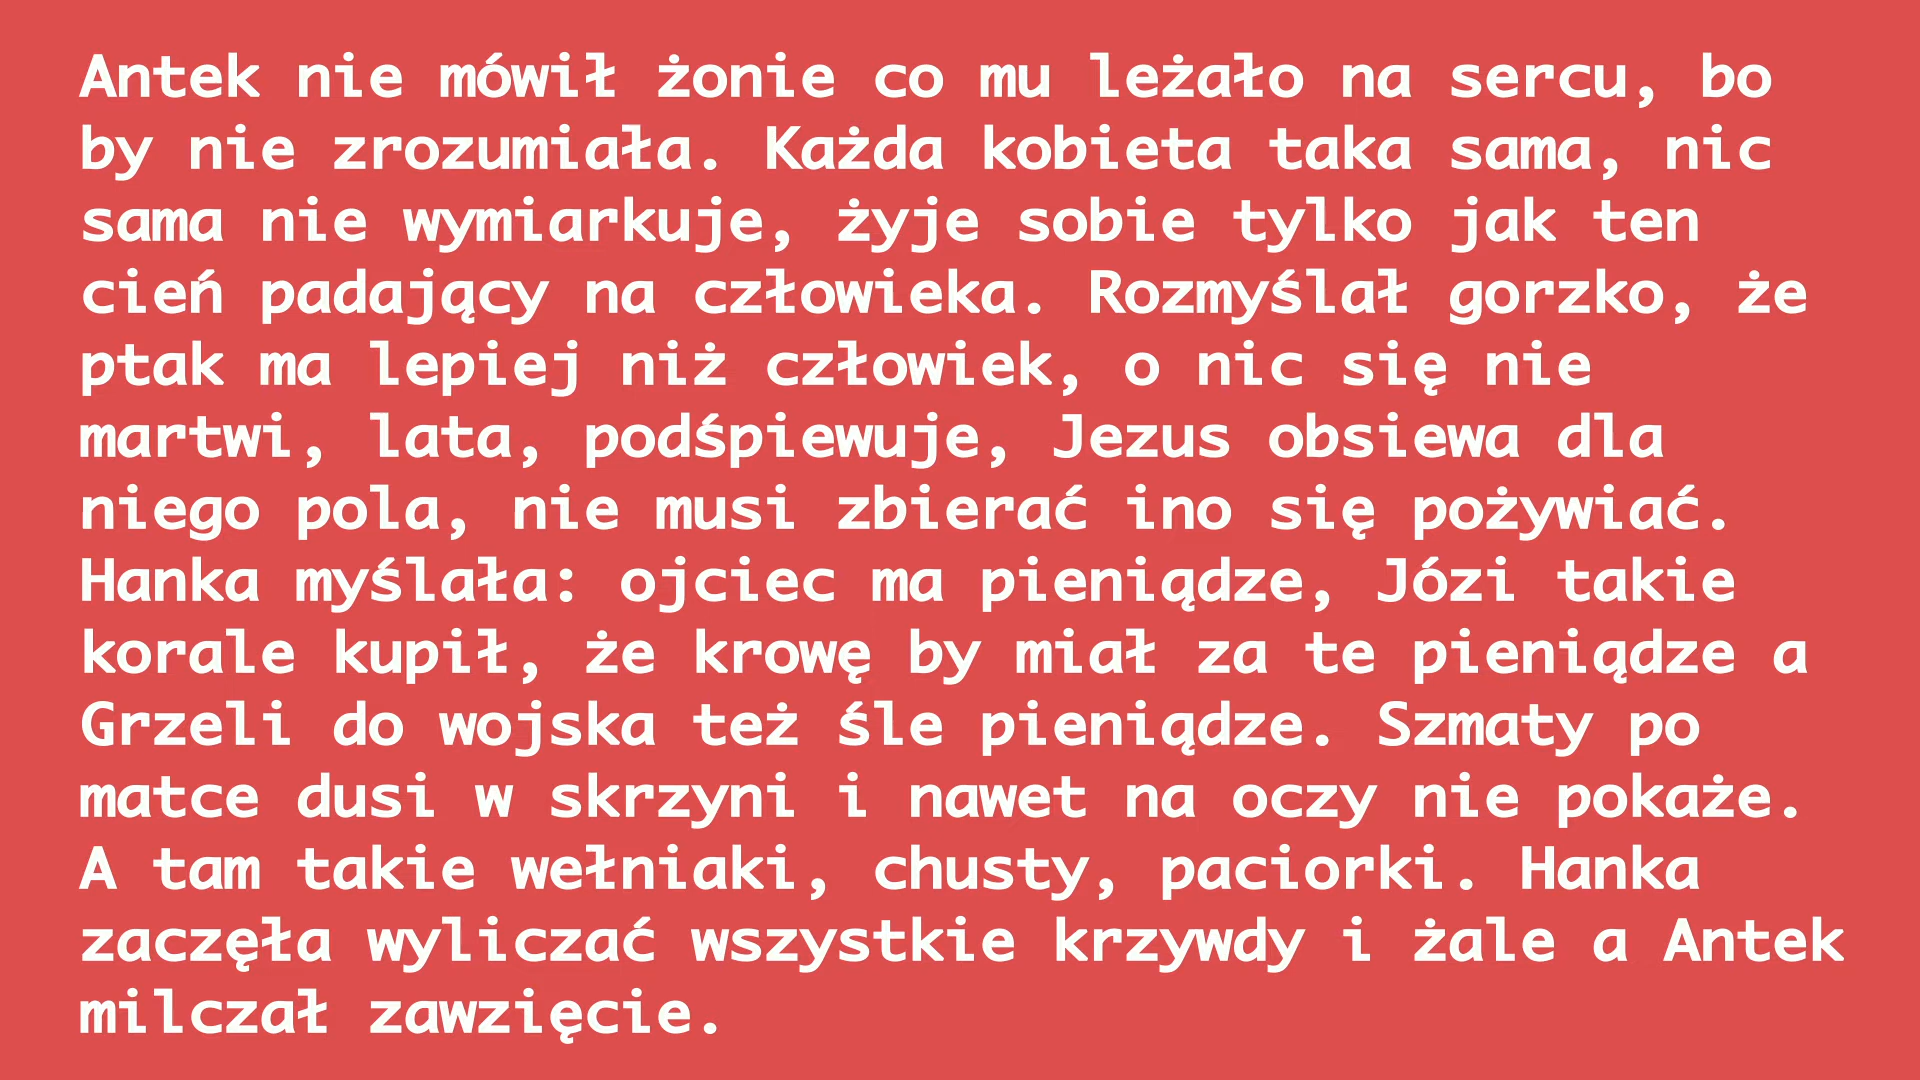 Antek nie mówił żonie co mu leżało na sercu, bo
by nie zrozumiała. Każda kobieta taka sama, nic
sama nie wymiarkuje, żyje sobie tylko jak ten
cień padający na człowieka. Rozmyślał gorzko, że
ptak ma lepiej niż człowiek, o nic się nie
martwi, lata, podśpiewuje, Jezus obsiewa dla
niego pola, nie musi zbierać ino się pożywiać.
Hanka myślała: ojciec ma pieniądze, Józi takie
korale kupił, że krowę by miał za te pieniądze a
Grzeli do wojska też śle pieniądze. Szmaty po
matce dusi w skrzyni i nawet na oczy nie pokaże.
A tam takie wełniaki, chusty, paciorki. Hanka
zaczęła wyliczać wszystkie krzywdy i żale a Antek
milczał zawzięcie.